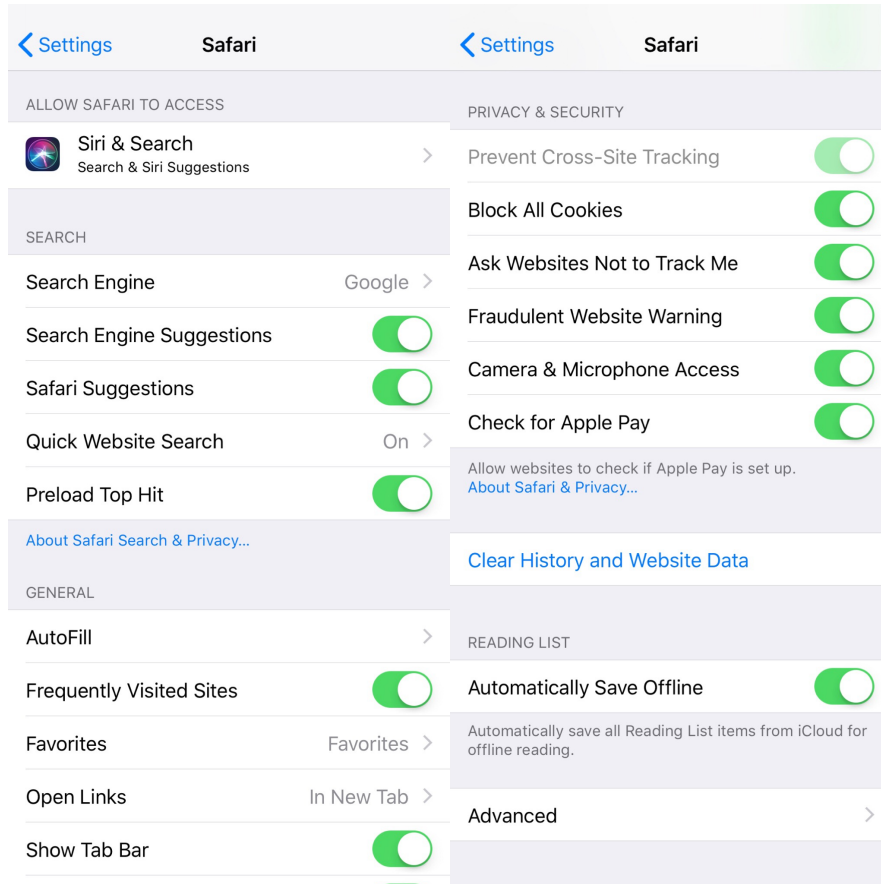 Settings
Safari
ALLOW SAFARI TO ACCESS
Siri & Search
Search & Siri Suggestions
SEARCH
Search Engine Google
Search Engine Suggestions
Safari Suggestions
Quick Website Search On
Preload Top Hit
About Safari Search & Privacy...
GENERAL
AutoFill
Frequently Visited Sites
Favorites Favorites
Open Links In New Tab
Show Tab Bar
Settings
Safari
PRIVACY & SECURITY
Prevent Cross-Site Tracking
Block All Cookies
Ask Websites Not to Track Me
Fraudulent Website Warning
Camera & Microphone Access
Check for Apple Pay
Allow websites to check if Apple Pay is set up.
About Safari & Privacy...
Clear History and Website Data
READING LIST
Automatically Save Offline
Automatically save all Reading List items from iCloud for
offline reading.
Advanced